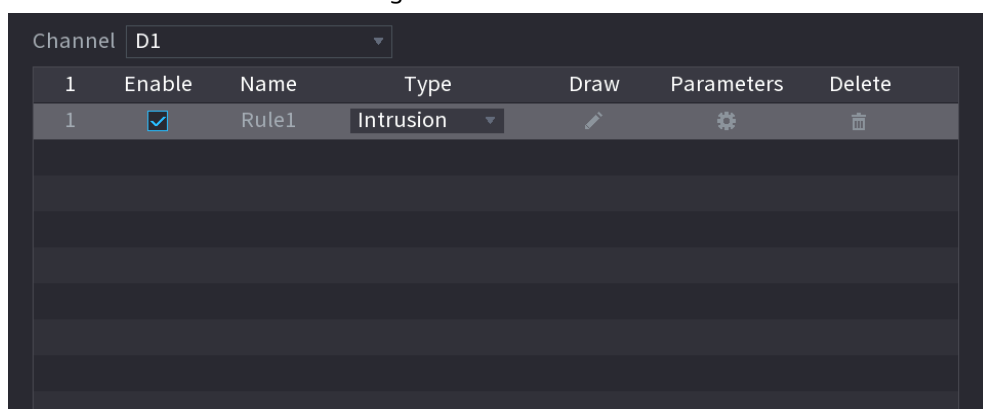 Channel D1
1 Enable Name Type Draw Parameters Delete
1 Rule1 Intrusion